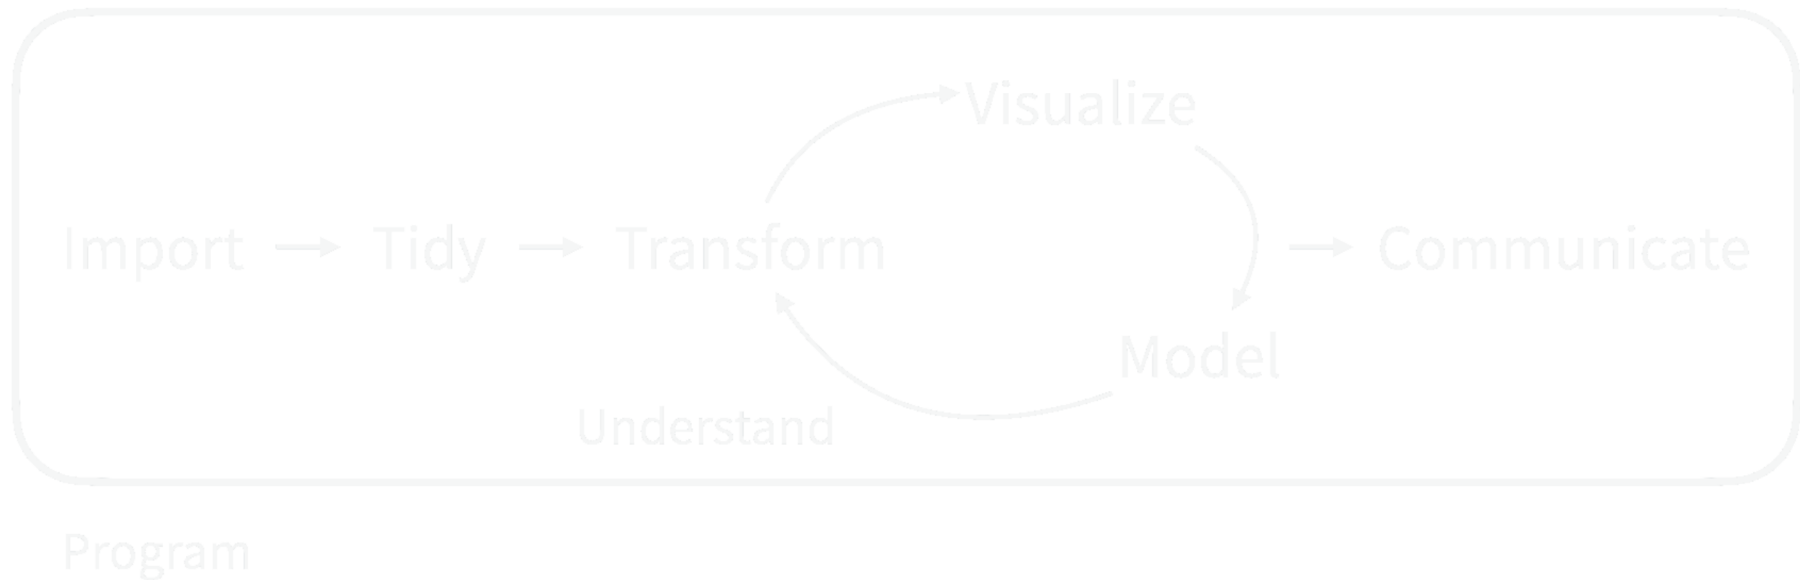 Visualize
Import
Tidy
Transform
Communicate
Model
Understand
Program